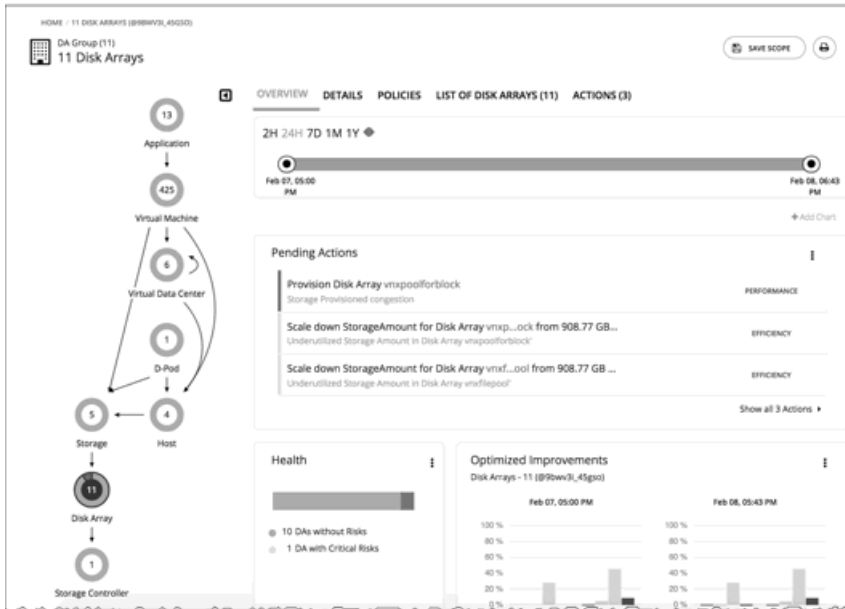 HOME / 11 DISK ARRAYS (@9BWV3I_45GSO)
DA Group (11)
11 Disk Arrays
SAVE SCOPE
OVERVIEW DETAILS POLICIES LIST OF DISK ARRAYS (11) ACTIONS (3)
2H 24H 7D 1M 1Y
Feb 07, 05:00 PM
Feb 08, 06:43 PM
+ Add Chart
13
Application
425
Virtual Machine
6
Virtual Data Center
1
D-Pod
5
Storage
4
Host
11
Disk Array
1
Storage Controller
Pending Actions
Provision Disk Array vnxpoolforblock
Storage Provisioned congestion
PERFORMANCE
Scale down StorageAmount for Disk Array vnxp...ock from 908.77 GB...
Underutilized Storage Amount in Disk Array vnxpoolforblock'
EFFICIENCY
Scale down StorageAmount for Disk Array vnxf...ool from 908.77 GB ...
Underutilized Storage Amount in Disk Array vnxfilepool'
EFFICIENCY
Show all 3 Actions
Health
10 DAs without Risks
1 DA with Critical Risks
Optimized Improvements
Disk Arrays - 11 (@9bwv3i_45gso)
Feb 07, 05:00 PM
100 %
80 %
60 %
40 %
20 %
0 %
Feb 08, 05:43 PM
100 %
80 %
60 %
40 %
20 %
0 %